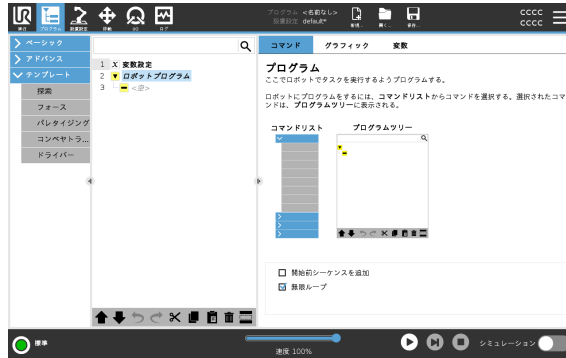 プログラム <名前なし>
設置設定 default*
新規...
開く...
保存...
CCCC
CCCC
実行
プログラム
設置設定
移動
I/O
ログ
ベーシック
アドバンス
テンプレート
探索
フォース
パレタイジング
コンベヤトラ...
ドライバー
1 X 変数設定
2 ロボットプログラム
3 <空>
コマンド グラフィック 変数
プログラム
ここでロボットでタスクを実行するようプログラムする。
ロボットにプログラムをするには、コマンドリストからコマンドを選択する。選択されたコマ
ンドは、プログラムツリーに表示される。
コマンドリスト プログラムツリー
開始前シーケンスを追加
無限ループ
標準
速度 100%
シミュレーション